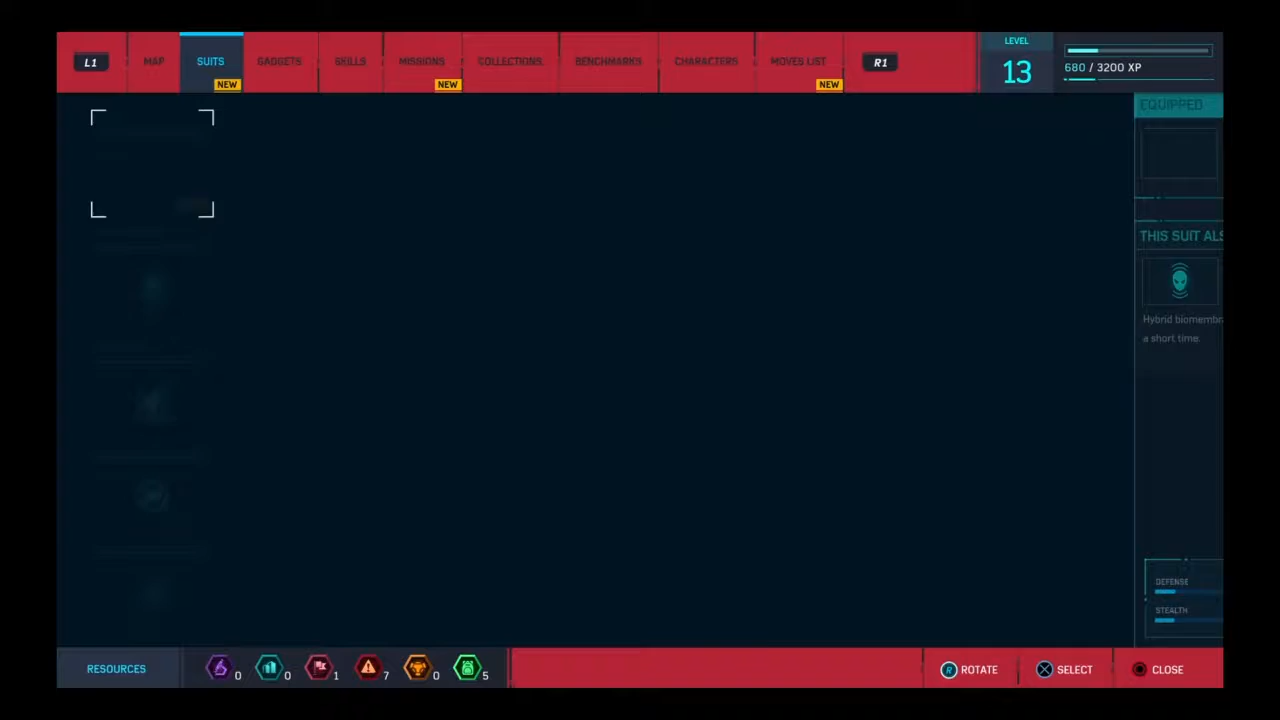 L1
MAP
SUITS
NEW
GADGETS
SKILLS
MISSIONS
NEW
COLLECTIONS
BENCHMARKS
CHARACTERS
MOVES LIST
NEW
R1
LEVEL
13
680 / 3200 XP
EQUIPPED
THIS SUIT ALS
Hybrid biomembra
a short time.
DEFENSE
STEALTH
RESOURCES
0
0
1
7
0
5
R ROTATE
SELECT
CLOSE